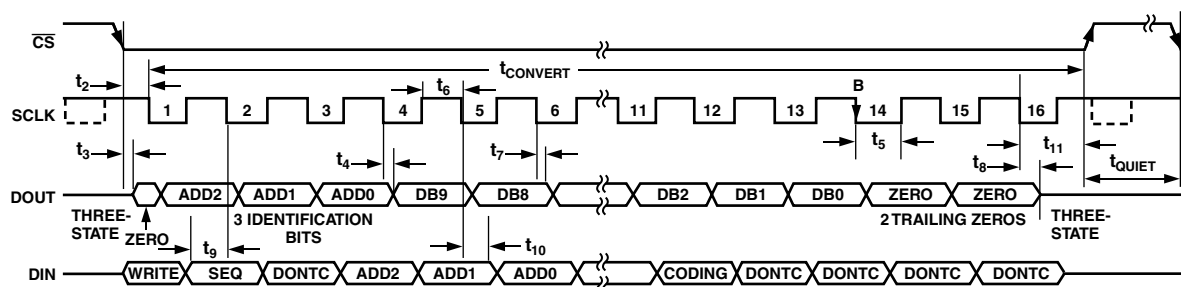 CS
tCONVERT
t2
t6
B
SCLK
1 2 3 4 5 6 11 12 13 14 15 16
t3 t4 t7 t5 t8 t11 tQUIET
DOUT
ADD2 ADD1 ADD0 DB9 DB8 DB2 DB1 DB0 ZERO ZERO
THREE-
STATE
ZERO
3 IDENTIFICATION
BITS
2 TRAILING ZEROS
THREE-
STATE
t9
t10
DIN
WRITE SEQ DONTC ADD2 ADD1 ADD0 CODING DONTC DONTC DONTC DONTC